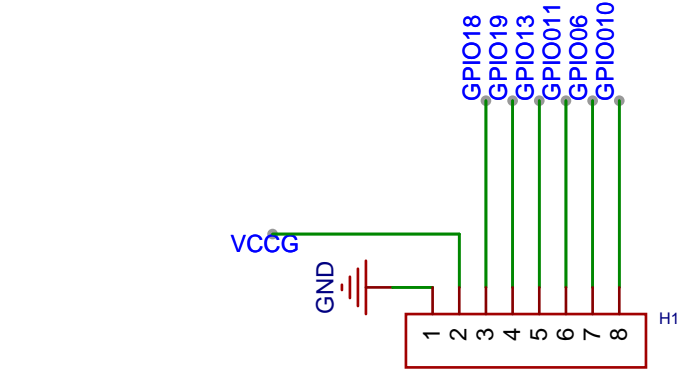 GPIO18
GPIO19
GPIO13
GPIO011
GPIO06
GPIO010
VCCG
GND
H1
1
2
3
4
5
6
7
8